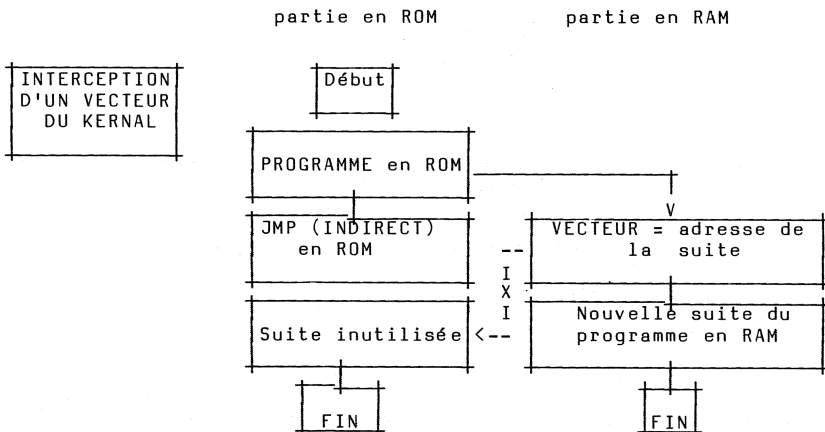 partie en ROM
partie en RAM
INTERCEPTION
D'UN VECTEUR
DU KERNAL
Début
PROGRAMME en ROM
V
JMP (INDIRECT)
en ROM
VECTEUR = adresse de
la suite
--
I
X
I
Suite inutilisée
<--
Nouvelle suite du
programme en RAM
FIN
FIN